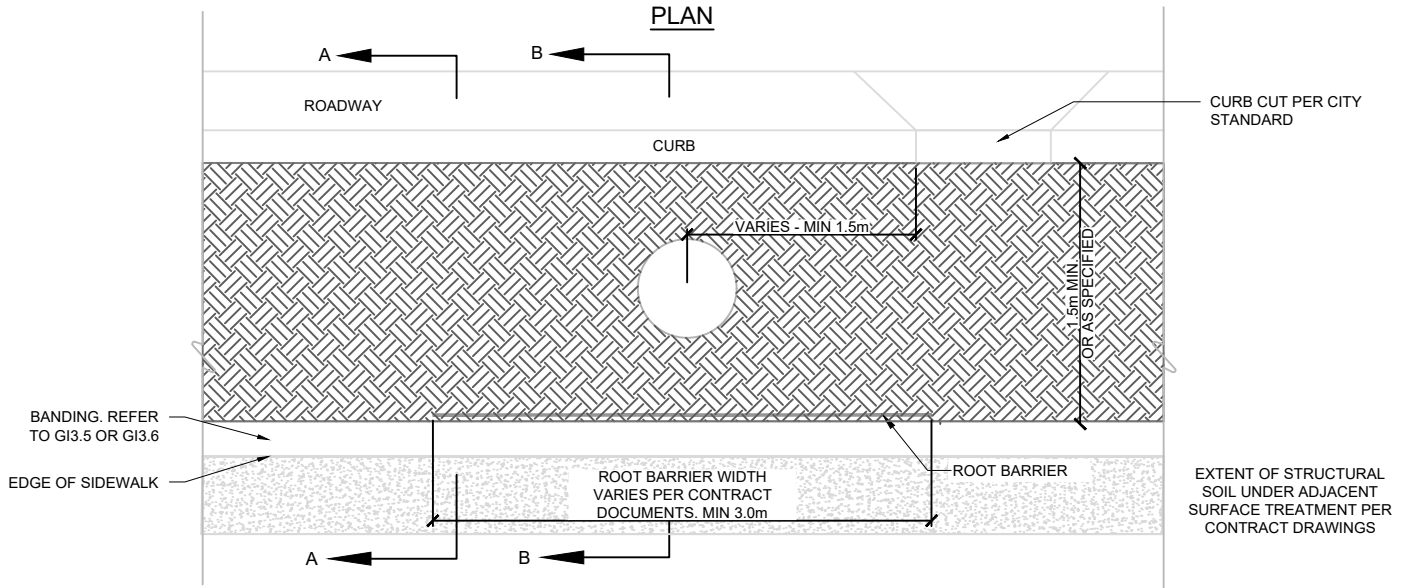 PLAN
A
B
ROADWAY
CURB CUT PER CITY
STANDARD
CURB
VARIES - MIN 1.5m
1.5m MIN
OR AS SPECIFIED
BANDING. REFER
TO GI3.5 OR GI3.6
EDGE OF SIDEWALK
ROOT BARRIER
ROOT BARRIER WIDTH
VARIES PER CONTRACT
DOCUMENTS. MIN 3.0m
EXTENT OF STRUCTURAL
SOIL UNDER ADJACENT
SURFACE TREATMENT PER
CONTRACT DRAWINGS
A
B